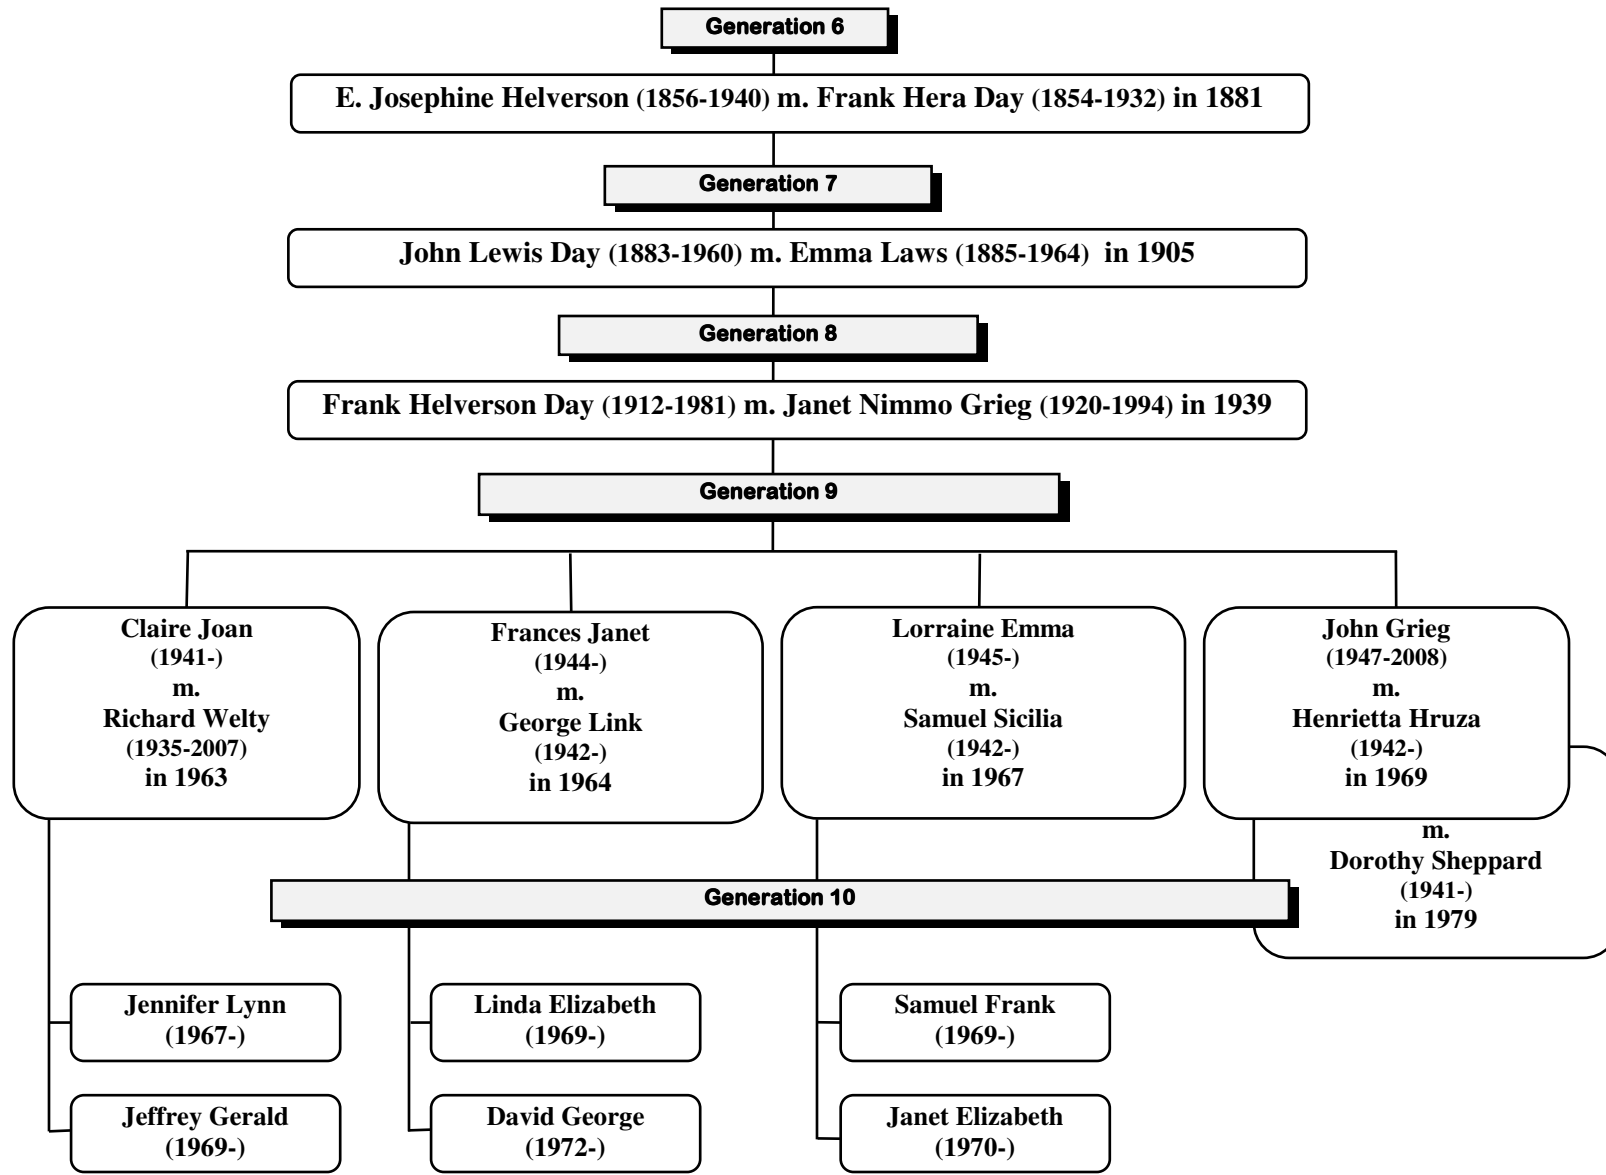 Generation 6
E. Josephine Helverson (1856-1940) m. Frank Hera Day (1854-1932) in 1881
Generation 7
John Lewis Day (1883-1960) m. Emma Laws (1885-1964) in 1905
Generation 8
Frank Helverson Day (1912-1981) m. Janet Nimmo Grieg (1920-1994) in 1939
Generation 9
Claire Joan
(1941-)
m.
Richard Welty
(1935-2007)
in 1963
Frances Janet
(1944-)
m.
George Link
(1942-)
in 1964
Lorraine Emma
(1945-)
m.
Samuel Sicilia
(1942-)
in 1967
John Grieg
(1947-2008)
m.
Henrietta Hruza
(1942-)
in 1969
m.
Dorothy Sheppard
(1941-)
in 1979
Generation 10
Jennifer Lynn
(1967-)
Jeffrey Gerald
(1969-)
Linda Elizabeth
(1969-)
David George
(1972-)
Samuel Frank
(1969-)
Janet Elizabeth
(1970-)